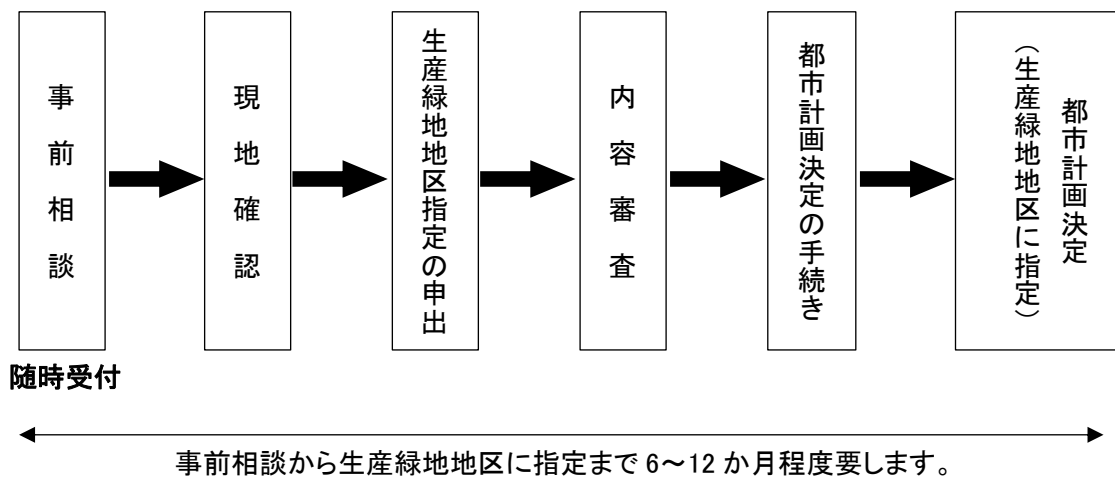 事前相談
現地確認
生産緑地地区指定の申出
内容審査
都市計画決定の手続き
都市計画決定
（生産緑地地区に指定）
随時受付
事前相談から生産緑地地区に指定まで 6～12 か月程度要します。